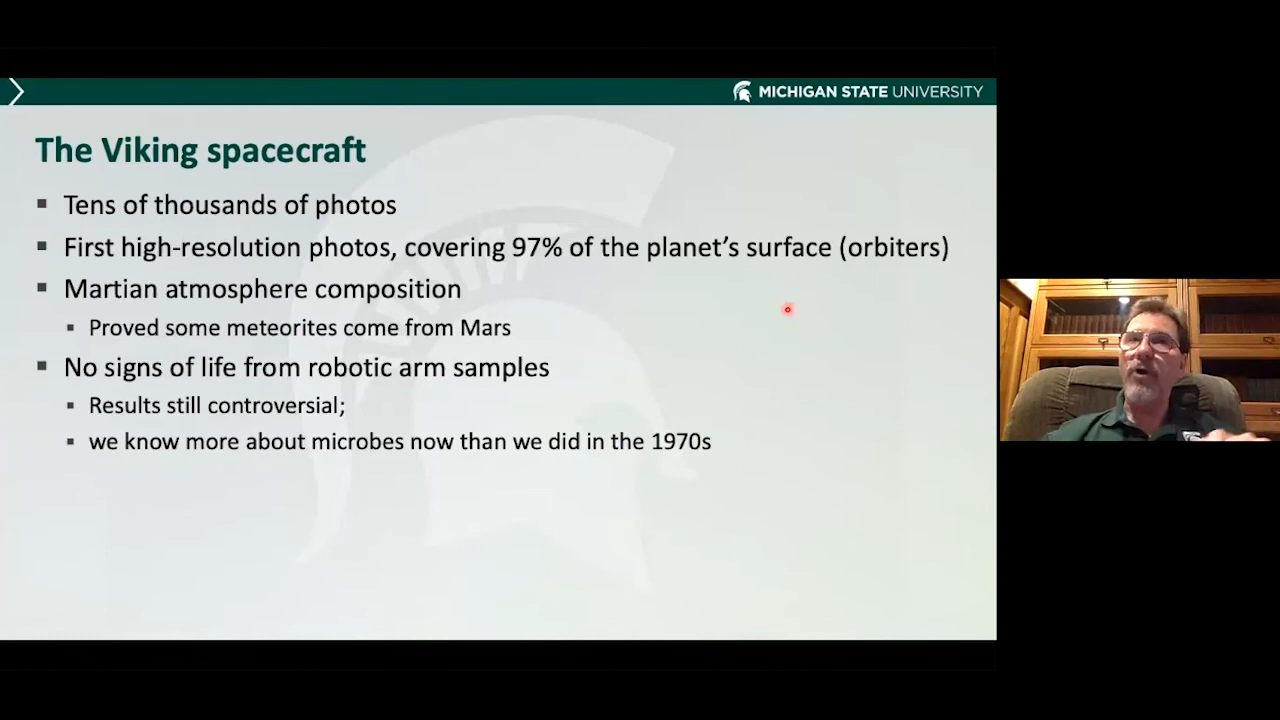 MICHIGAN STATE UNIVERSITY
The Viking spacecraft
▪ Tens of thousands of photos
▪ First high-resolution photos, covering 97% of the planet's surface (orbiters)
▪ Martian atmosphere composition
▪ Proved some meteorites come from Mars
▪ No signs of life from robotic arm samples
▪ Results still controversial;
▪ we know more about microbes now than we did in the 1970s